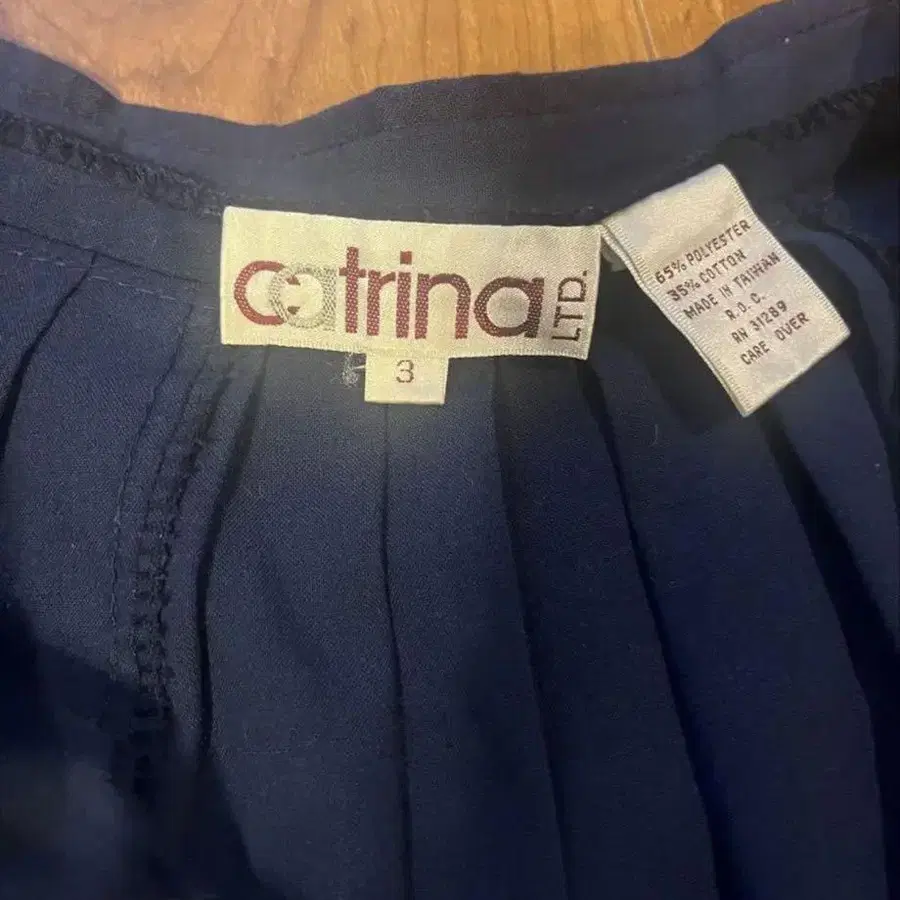 catrina LTD.
3
65% POLYESTER
35% COTTON
MADE IN TAIWAN
R.O.C.
RN 31289
CARE OVER